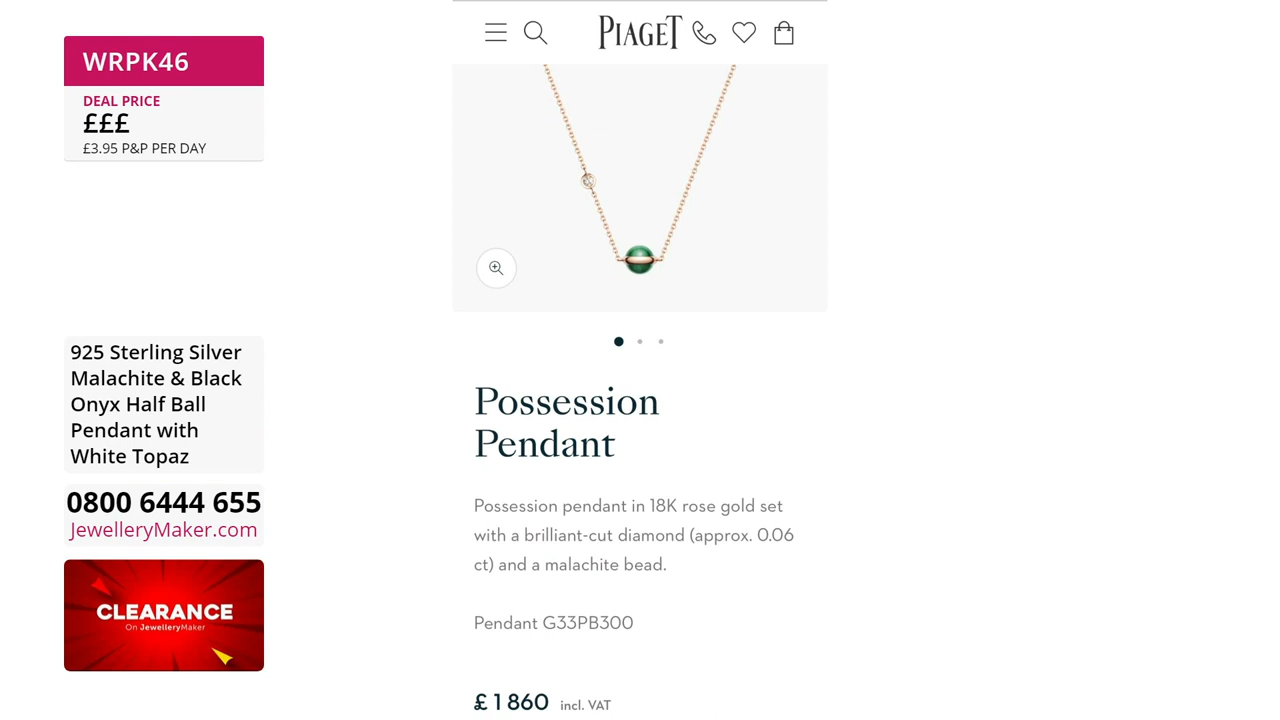 WRPK46
DEAL PRICE
£££
£3.95 P&P PER DAY
925 Sterling Silver
Malachite & Black
Onyx Half Ball
Pendant with
White Topaz
0800 6444 655
JewelleryMaker.com
CLEARANCE
On JewelleryMaker
PIAGET
Possession
Pendant
Possession pendant in 18K rose gold set
with a brilliant-cut diamond (approx. 0.06
ct) and a malachite bead.
Pendant G33PB300
£ 1 860 incl. VAT